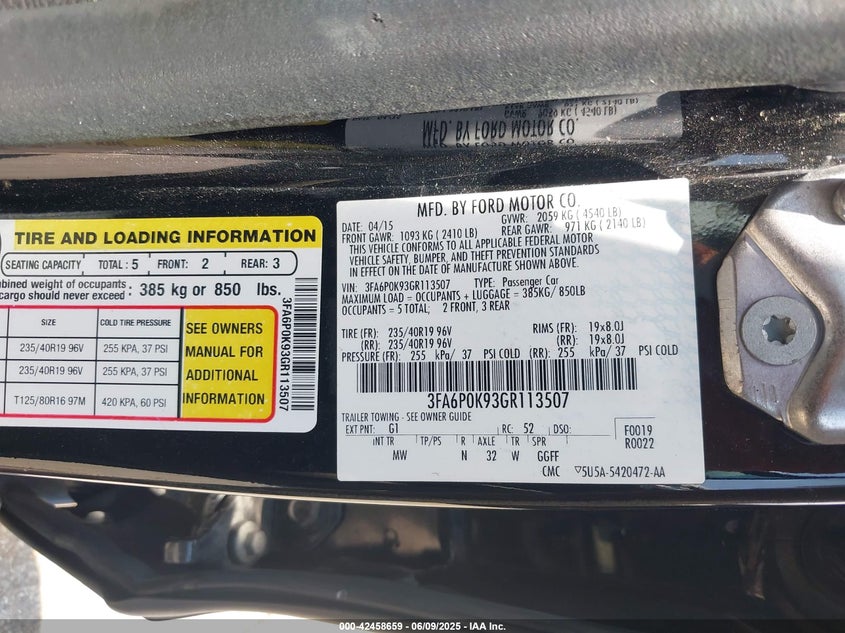 MFD. BY FORD MOTOR CO.
DATE: 04/15
GVWR: 2059 KG ( 4540 LB)
FRONT GAWR: 1093 KG ( 2410 LB)
REAR GAWR: 971 KG ( 2140 LB)
THIS VEHICLE CONFORMS TO ALL APPLICABLE FEDERAL MOTOR
VEHICLE SAFETY, BUMPER, AND THEFT PREVENTION STANDARDS
IN EFFECT ON THE DATE OF MANUFACTURE SHOWN ABOVE.
VIN: 3FA6P0K93GR113507 TYPE: Passenger Car
MAXIMUM LOAD = OCCUPANTS + LUGGAGE = 385KG/ 850LB
OCCUPANTS = 5 TOTAL; 2 FRONT, 3 REAR
TIRE (FR): 235/40R19 96V RIMS (FR): 19x8.0J
(RR): 235/40R19 96V (RR): 19x8.0J
PRESSURE (FR): 255 kPa/ 37 PSI COLD (RR): 255 kPa/ 37 PSI COLD
3FA6P0K93GR113507
TRAILER TOWING - SEE OWNER GUIDE
EXT PNT: G1 RC: 52 DSO: F0019
R0022
INT TR TP/PS R AXLE TR SPR
MW N 32 W GGFF
CMC 5U5A-5420472-AA
TIRE AND LOADING INFORMATION
SEATING CAPACITY TOTAL: 5 FRONT: 2 REAR: 3
weight of occupants
cargo should never exceed : 385 kg or 850 lbs.
SIZE COLD TIRE PRESSURE
235/40R19 96V 255 KPA, 37 PSI
235/40R19 96V 255 KPA, 37 PSI
T125/80R16 97M 420 KPA, 60 PSI
SEE OWNERS
MANUAL FOR
ADDITIONAL
INFORMATION
3FA6P0K93GR113507
MFD. BY FORD MOTOR CO.
000-42458659 - 06/09/2025 - IAA Inc.